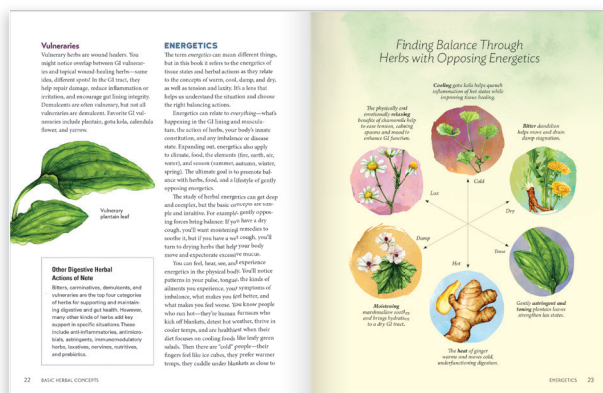 Vulneraries
Vulnerary herbs are wound healers. You
might notice overlap between GI vulnerar-
ies and topical wound-healing herbs—same
idea, different spots! In the GI tract, they
help repair damage, reduce inflammation or
irritation, and encourage gut lining integrity.
Demulcents are often vulnerary, but not all
vulneraries are demulcent. Favorite GI vul-
neraries include plantain, gotu kola, calendula
flower, and yarrow.
Vulnerary
plantain leaf
Other Digestive Herbal
Actions of Note
Bitters, carminatives, demulcents, and
vulneraries are the top four categories
of herbs for supporting and maintain-
ing digestive and gut health. However,
many other kinds of herbs add key
support in specific situations. These
include anti-inflammatories, antimicro-
bials, astringents, immunomodulatory
herbs, laxatives, nervines, nutritives,
and prebiotics.
22 BASIC HERBAL CONCEPTS
ENERGETICS
The term energetics can mean different things,
but in this book it refers to the energetics of
tissue states and herbal actions as they relate
to the concepts of warm, cool, damp, and dry,
as well as tension and laxity. It's a lens that
helps us understand the situation and choose
the right balancing actions.
Energetics can relate to everything—what's
happening in the GI lining and muscula-
ture, the action of herbs, your body's innate
constitution, and any imbalance or disease
state. Expanding out, energetics also apply
to climate, food, the elements (fire, earth, air,
water), and season (summer, autumn, winter,
spring). The ultimate goal is to promote bal-
ance with herbs, food, and a lifestyle of gently
opposing energetics.
The study of herbal energetics can get deep
and complex, but the basic concepts are sim-
ple and intuitive. For example, gently oppos-
ing forces bring balance: If you have a dry
cough, you'll want moistening remedies to
soothe it, but if you have a wet cough, you'll
turn to drying herbs that help your body
move and expectorate excessive mucus.
You can feel, hear, see, and experience
energetics in the physical body. You'll notice
patterns in your pulse, tongue, the kinds of
ailments you experience, your symptoms of
imbalance, what makes you feel better, and
what makes you feel worse. You know people
who run hot—they're human furnaces who
kick off blankets, detest hot weather, thrive in
cooler temps, and are healthiest when their
diet focuses on cooling foods like leafy green
salads. Then there are "cold" people—their
fingers feel like ice cubes, they prefer warmer
temps, they cuddle under blankets as close to
Finding Balance Through
Herbs with Opposing Energetics
Cooling gotu kola helps quench
inflammation of hot states while
improving tissue healing.
The physically and
emotionally relaxing
benefits of chamomile help
to ease tension, calming
spasms and mood to
enhance GI function.
Bitter dandelion
helps move and drain
damp stagnation.
Cold
Lax
Dry
Damp
Tense
Hot
Moistening
marshmallow soothes
and brings hydration
to a dry GI tract.
Gently astringent and
toning plantain leaves
strengthen lax states.
The heat of ginger
warms and moves cold,
underfunctioning digestion.
ENERGETICS 23